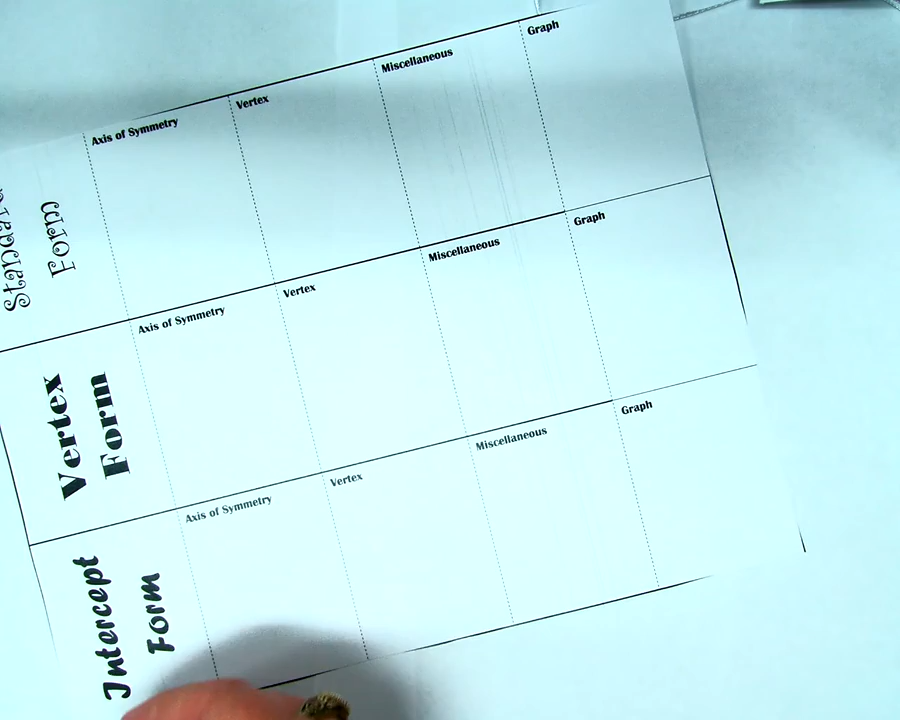 Standard
Form
Axis of Symmetry
Vertex
Miscellaneous
Graph
Vertex
Form
Axis of Symmetry
Vertex
Miscellaneous
Graph
Intercept
Form
Axis of Symmetry
Vertex
Miscellaneous
Graph